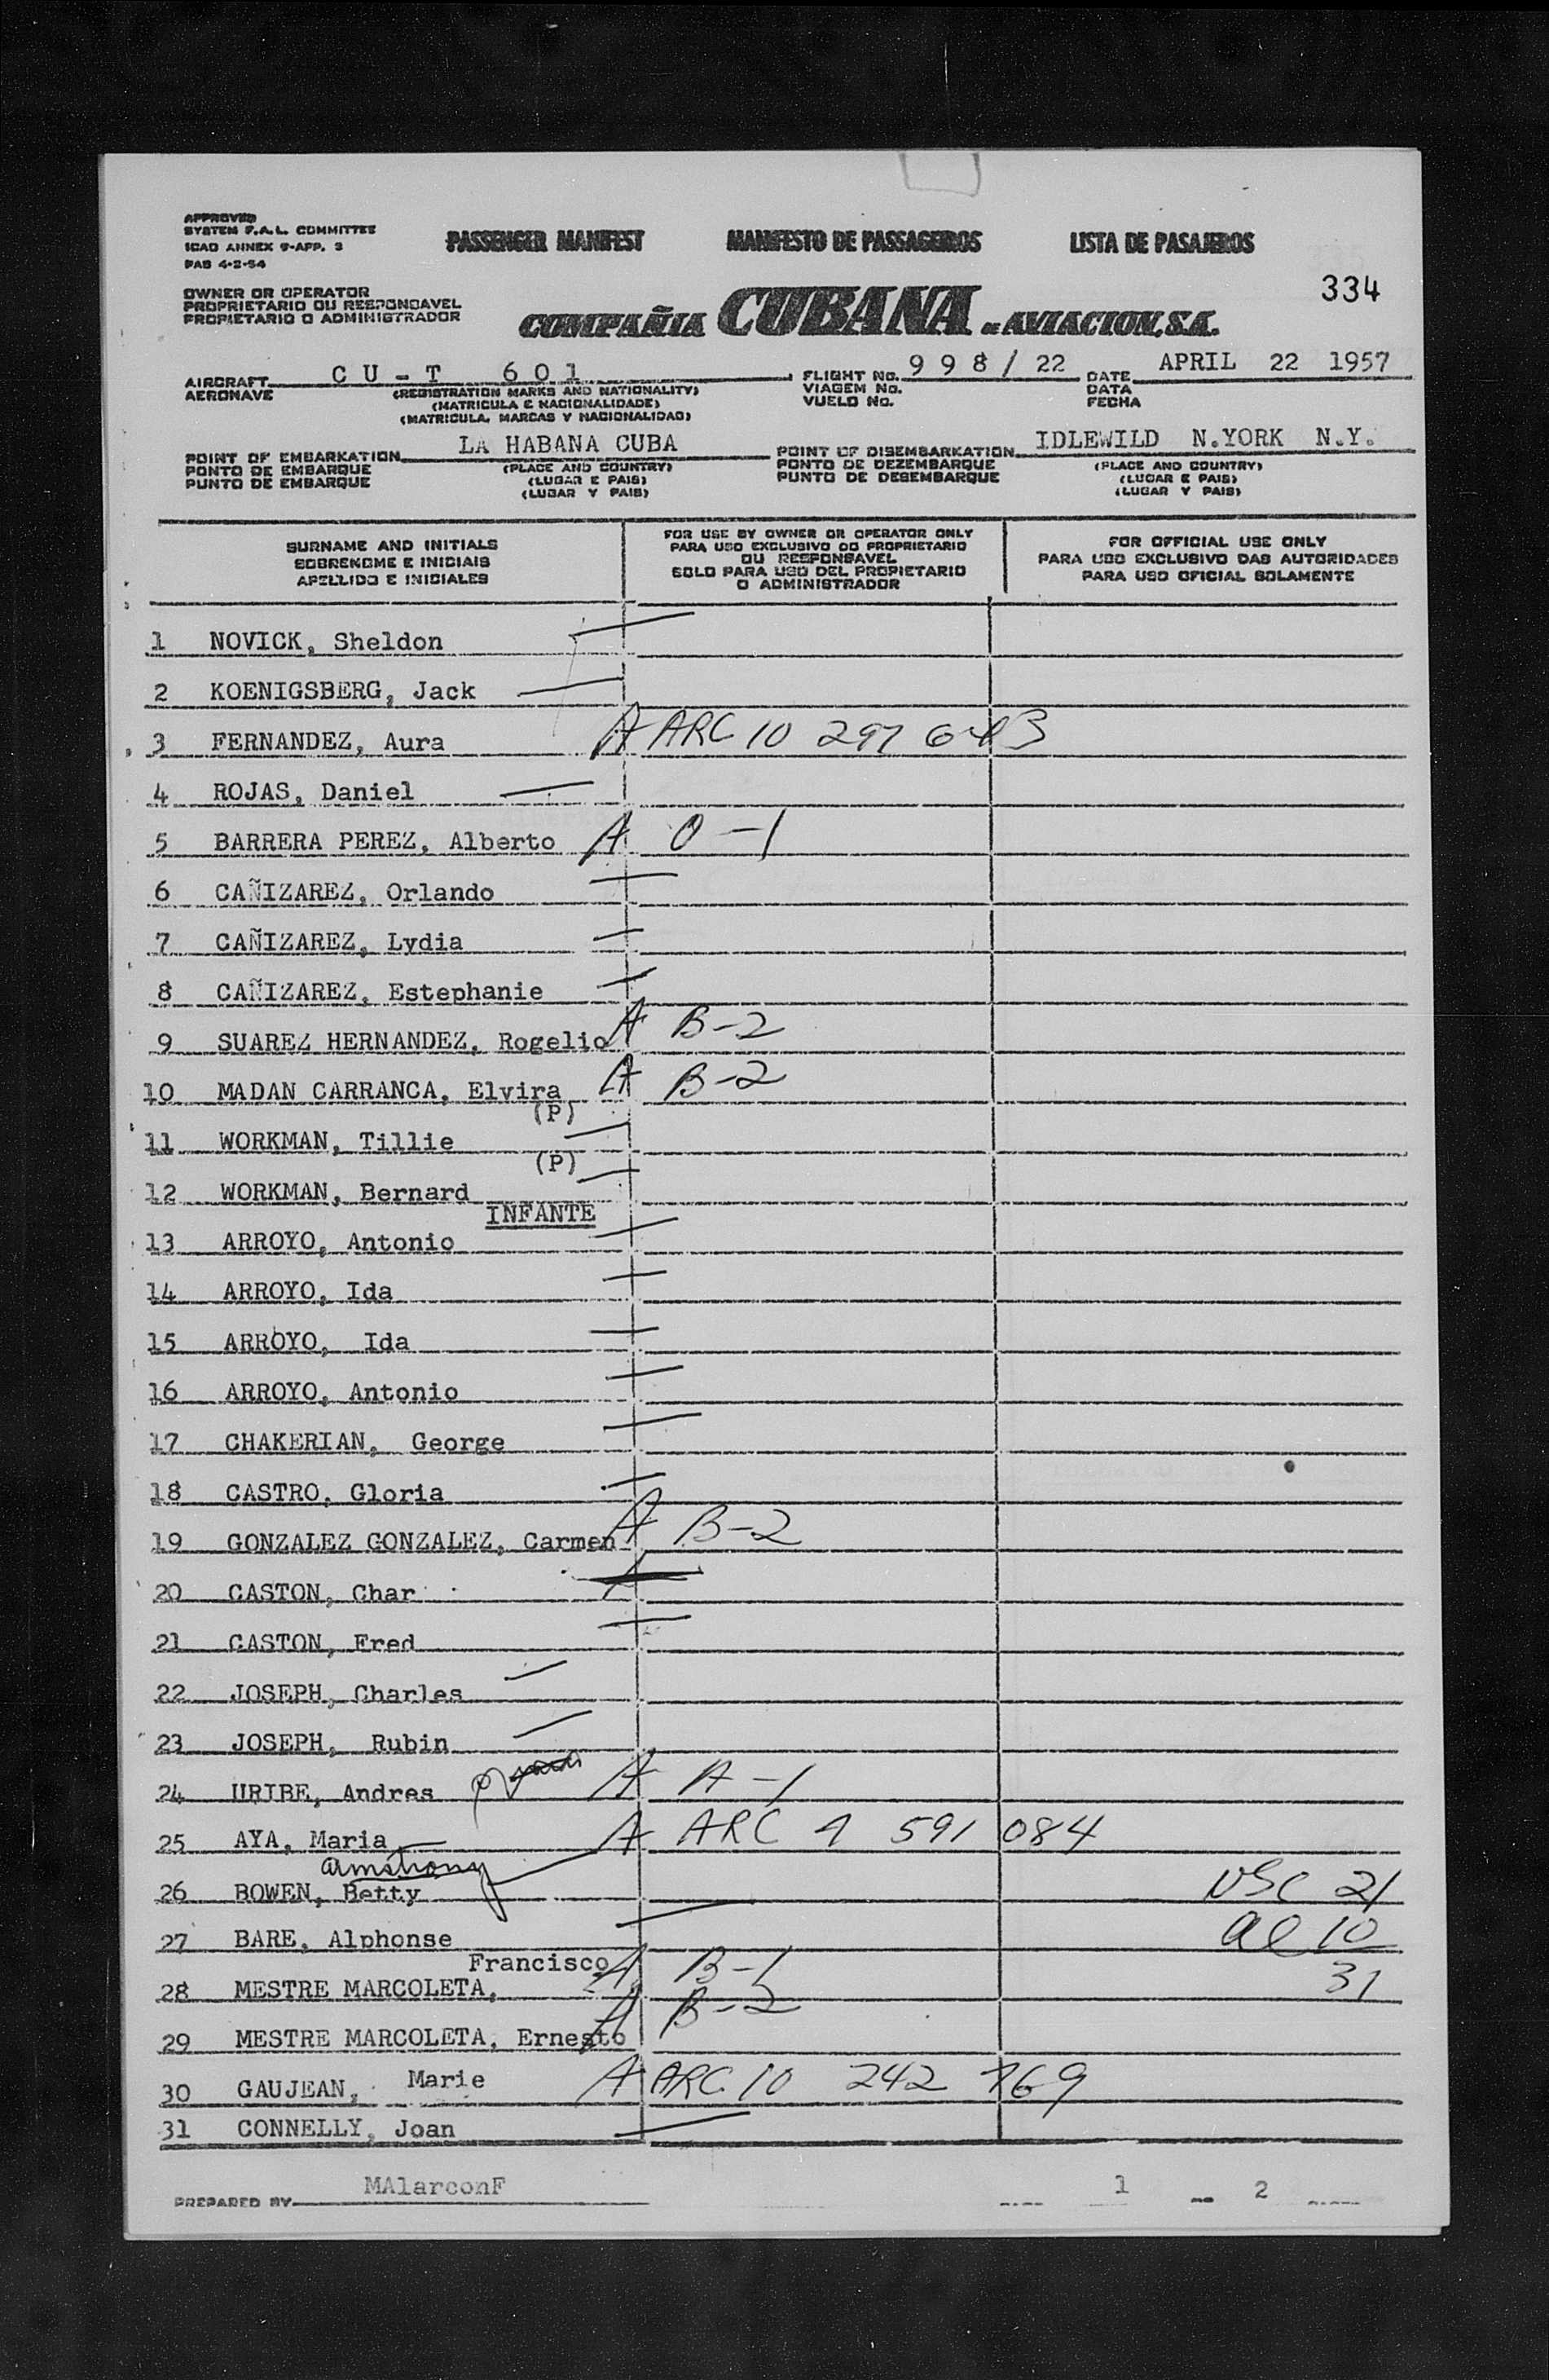 APPROVED
SYSTEM F.A.L. COMMITTEE
ICAO ANNEX 9-APP. 3
PAB 4-2-54
PASSENGER MANIFEST MANIFESTO DE PASSAGEIROS LISTA DE PASAJEROS
334
OWNER OR OPERATOR
PROPRIETARIO OU RESPONSAVEL
PROPIETARIO O ADMINISTRADOR
COMPAÑIA CUBANA DE AVIACION, S.A.
AIRCRAFT CU-T 601 FLIGHT No. 998/22 DATE APRIL 22 1957
AERONAVE (REGISTRATION MARKS AND NATIONALITY) VIAGEM No. DATA
(MATRICULA E NACIONALIDADE) VUELO No. FECHA
(MATRICULA, MARCAS Y NACIONALIDAD)
POINT OF EMBARKATION LA HABANA CUBA POINT OF DISEMBARKATION IDLEWILD N.YORK N.Y.
PONTO DE EMBARQUE (PLACE AND COUNTRY) PONTO DE DEZEMBARQUE (PLACE AND COUNTRY)
PUNTO DE EMBARQUE (LUGAR E PAIS) PUNTO DE DESEMBARQUE (LUGAR E PAIS)
(LUGAR Y PAIS) (LUGAR Y PAIS)
SURNAME AND INITIALS
SOBRENOME E INICIAIS
APELLIDO E INICIALES
FOR USE BY OWNER OR OPERATOR ONLY
PARA USO EXCLUSIVO DO PROPRIETARIO
OU RESPONSAVEL
SOLO PARA USO DEL PROPIETARIO
O ADMINISTRADOR
FOR OFFICIAL USE ONLY
PARA USO EXCLUSIVO DAS AUTORIDADES
PARA USO OFICIAL SOLAMENTE
1 NOVICK, Sheldon
2 KOENIGSBERG, Jack
3 FERNANDEZ, Aura A ARC 10 297 643
4 ROJAS, Daniel
5 BARRERA PEREZ, Alberto A O-1
6 CAÑIZAREZ, Orlando
7 CAÑIZAREZ, Lydia
8 CAÑIZAREZ, Estephanie
9 SUAREZ HERNANDEZ, Rogelio A B-2
10 MADAN CARRANCA, Elvira A B-2
(P)
11 WORKMAN, Tillie
(P)
12 WORKMAN, Bernard
INFANTE
13 ARROYO, Antonio
14 ARROYO, Ida
15 ARROYO, Ida
16 ARROYO, Antonio
17 CHAKERIAN, George
18 CASTRO, Gloria
19 GONZALEZ GONZALEZ, Carmen A B-2
20 CASTON, Char
21 CASTON, Fred
22 JOSEPH, Charles
23 JOSEPH, Rubin
24 URIBE, Andres A A-1
25 AYA, Maria A ARC 9 591 084
Armstrong
26 BOWEN, Betty USC 21
27 BARE, Alphonse al 10
Francisco 31
28 MESTRE MARCOLETA, A B-1
29 MESTRE MARCOLETA, Ernesto A B-2
30 GAUJEAN, Marie A ARC 10 242 769
31 CONNELLY, Joan
PREPARED BY MAlarconF 1 2